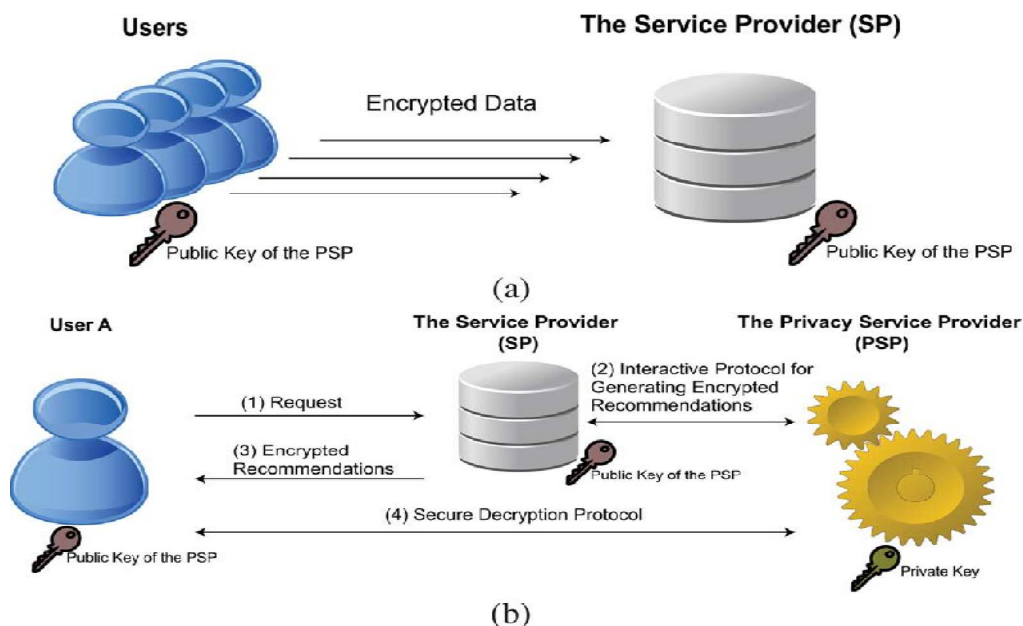 Users
The Service Provider (SP)
Encrypted Data
Public Key of the PSP
Public Key of the PSP
(a)
User A
The Service Provider
(SP)
The Privacy Service Provider
(PSP)
(1) Request
(2) Interactive Protocol for
Generating Encrypted
Recommendations
(3) Encrypted
Recommendations
Public Key of the PSP
(4) Secure Decryption Protocol
Public Key of the PSP
Private Key
(b)